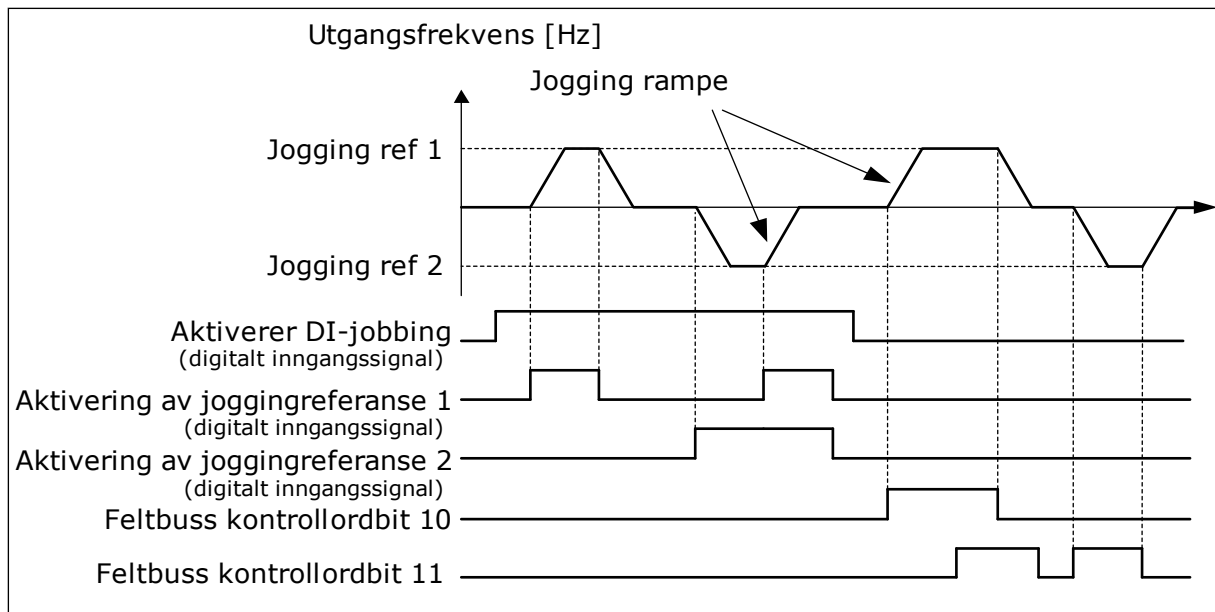 Utgangsfrekvens [Hz]
Jogging rampe
Jogging ref 1
Jogging ref 2
Aktiverer DI-jobbing
(digitalt inngangssignal)
Aktivering av joggingreferanse 1
(digitalt inngangssignal)
Aktivering av joggingreferanse 2
(digitalt inngangssignal)
Feltbuss kontrollordbit 10
Feltbuss kontrollordbit 11